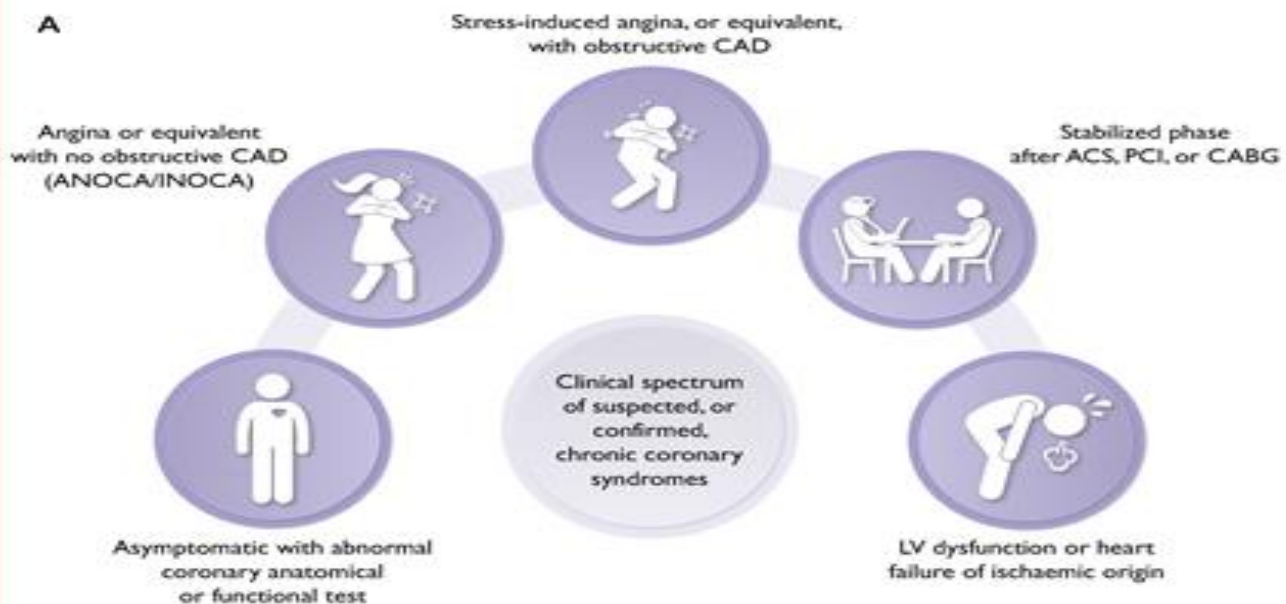 A
Stress-induced angina, or equivalent,
with obstructive CAD
Angina or equivalent
with no obstructive CAD
(ANOCA/INOCA)
Stabilized phase
after ACS, PCI, or CABG
Clinical spectrum
of suspected, or
confirmed,
chronic coronary
syndromes
Asymptomatic with abnormal
coronary anatomical
or functional test
LV dysfunction or heart
failure of ischaemic origin